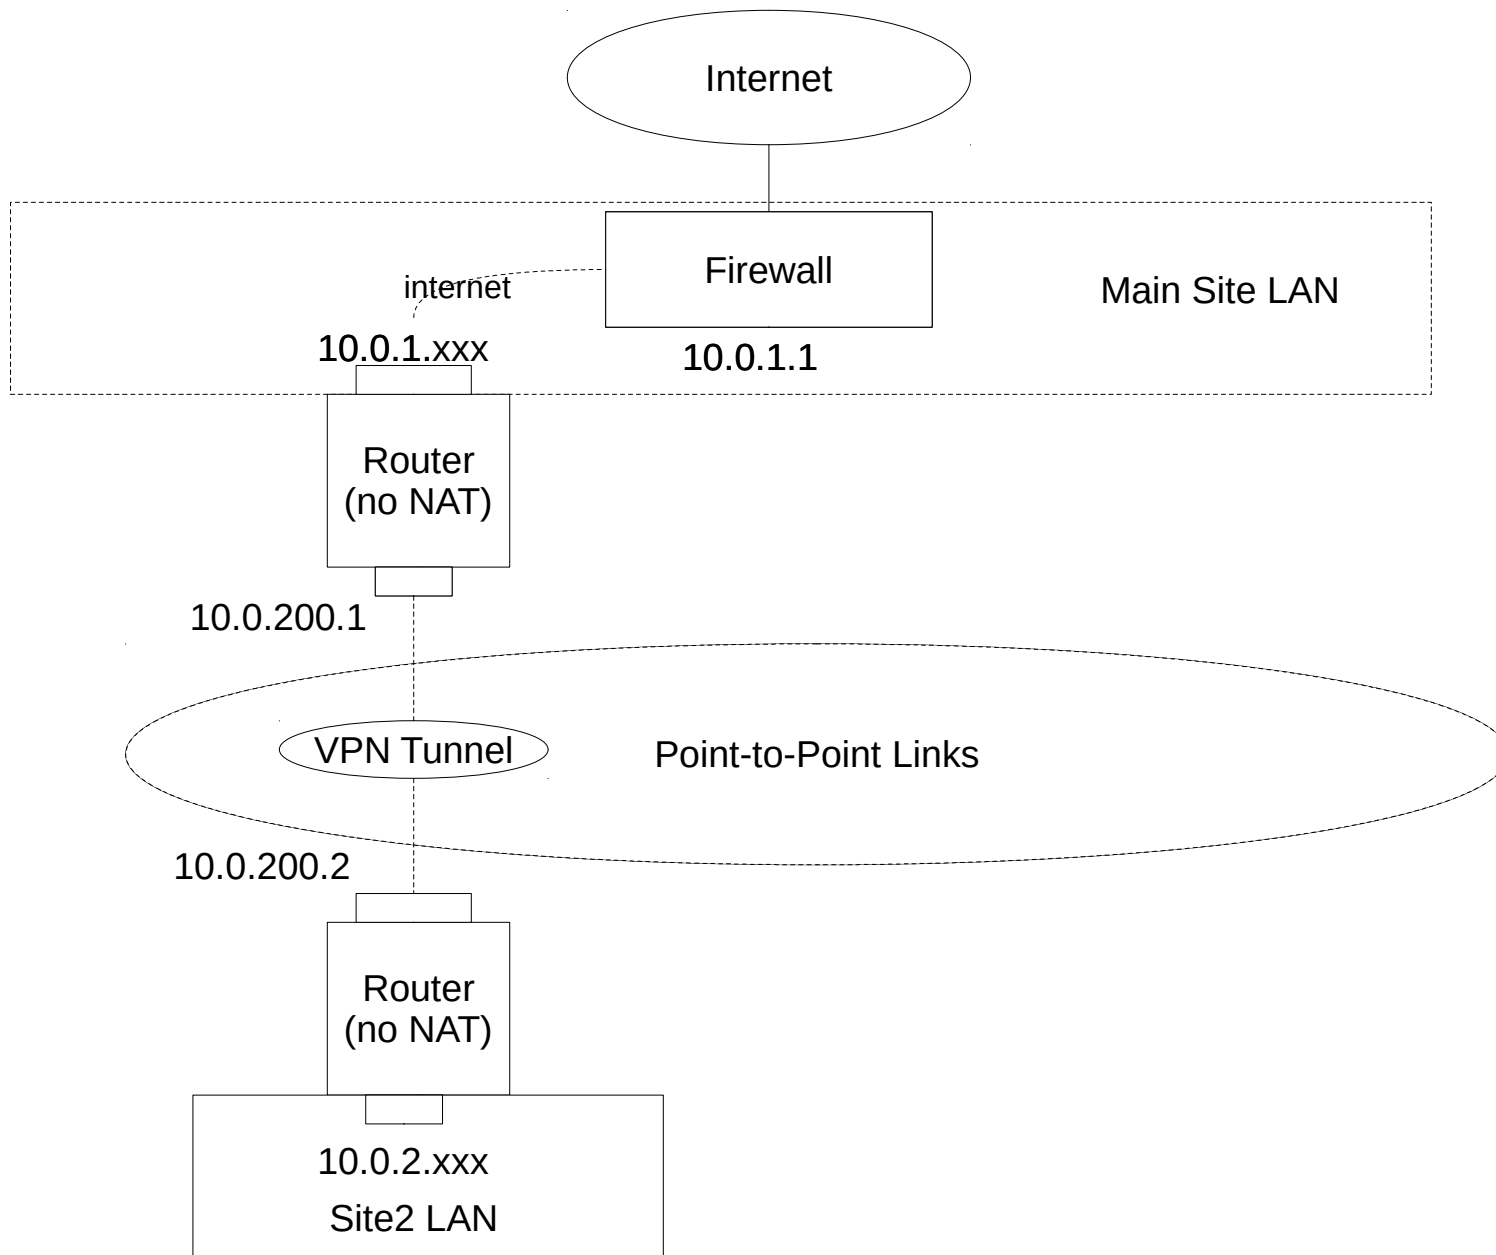 Internet
Firewall
internet
Main Site LAN
10.0.1.xxx
10.0.1.1
Router
(no NAT)
10.0.200.1
VPN Tunnel
Point-to-Point Links
10.0.200.2
Router
(no NAT)
10.0.2.xxx
Site2 LAN